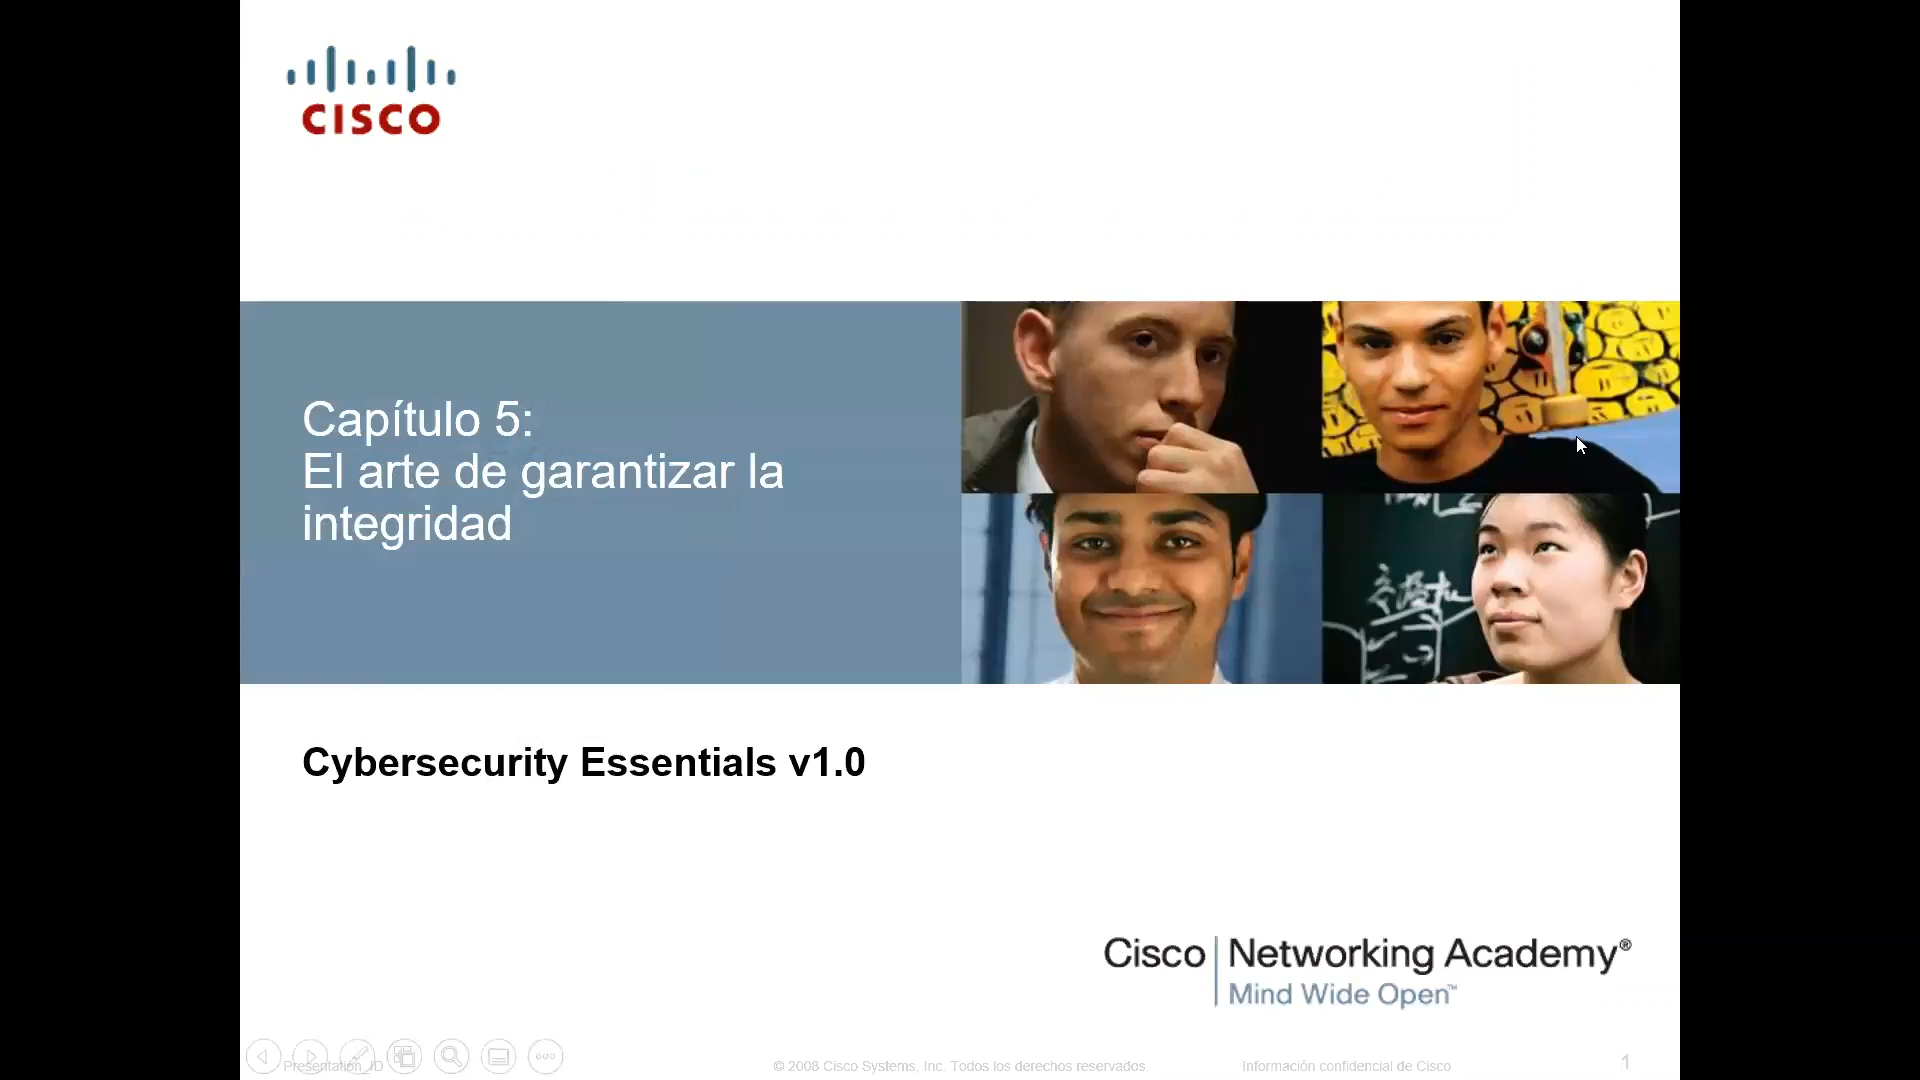 CISCO
Capítulo 5:
El arte de garantizar la
integridad
Cybersecurity Essentials v1.0
Cisco Networking Academy®
Mind Wide Open™
Presentation_ID
© 2008 Cisco Systems, Inc. Todos los derechos reservados.
Información confidencial de Cisco
1